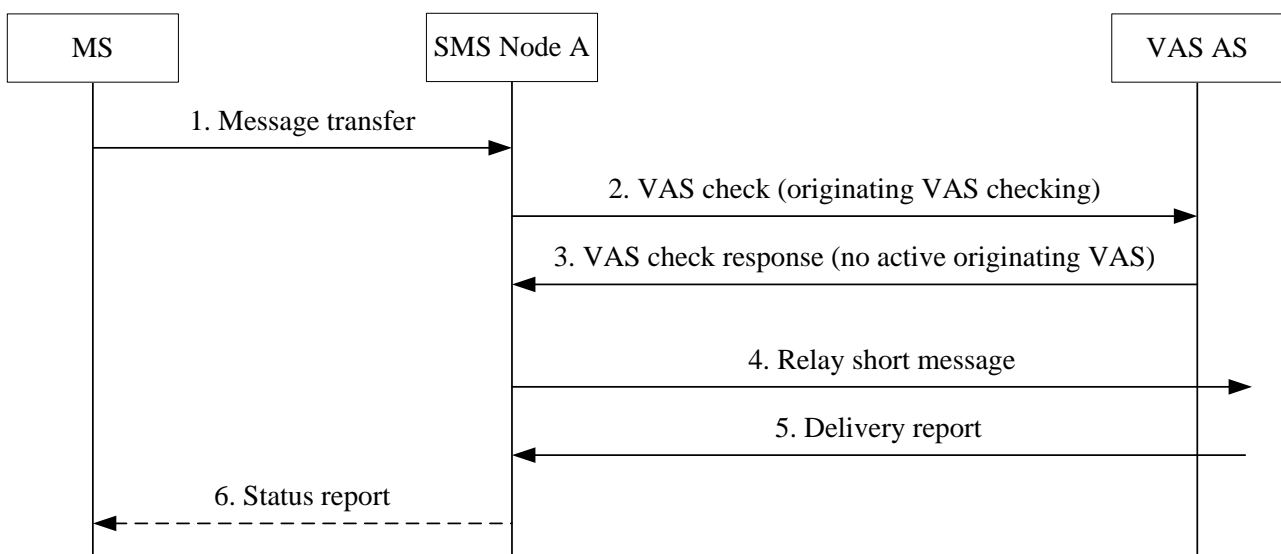 MS
SMS Node A
VAS AS
1. Message transfer
2. VAS check (originating VAS checking)
3. VAS check response (no active originating VAS)
4. Relay short message
5. Delivery report
6. Status report